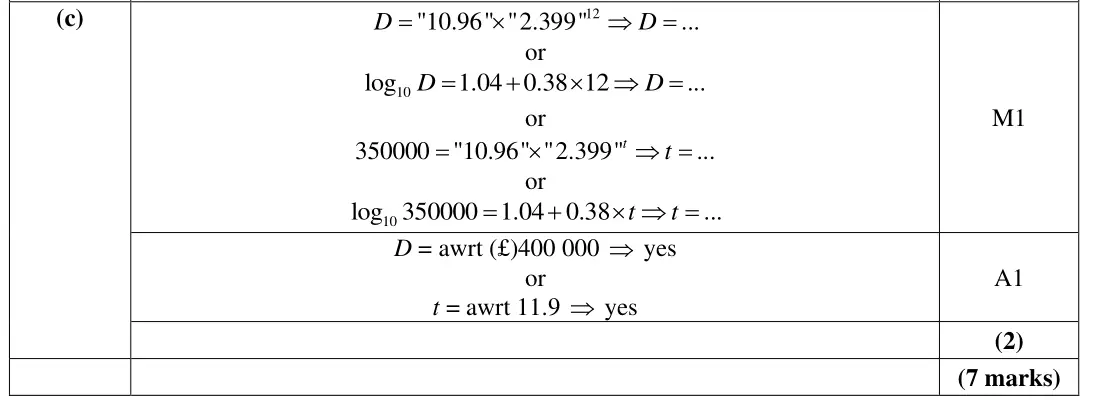 (c)
D = "10.96"×"2.399"¹² ⇒ D = ...
or
log₁₀ D = 1.04 + 0.38×12 ⇒ D = ...
or
M1
350000 = "10.96"×"2.399"ᵗ ⇒ t = ...
or
log₁₀ 350000 = 1.04 + 0.38×t ⇒ t = ...
D = awrt (£)400 000 ⇒ yes
or
A1
t = awrt 11.9 ⇒ yes
(2)
(7 marks)